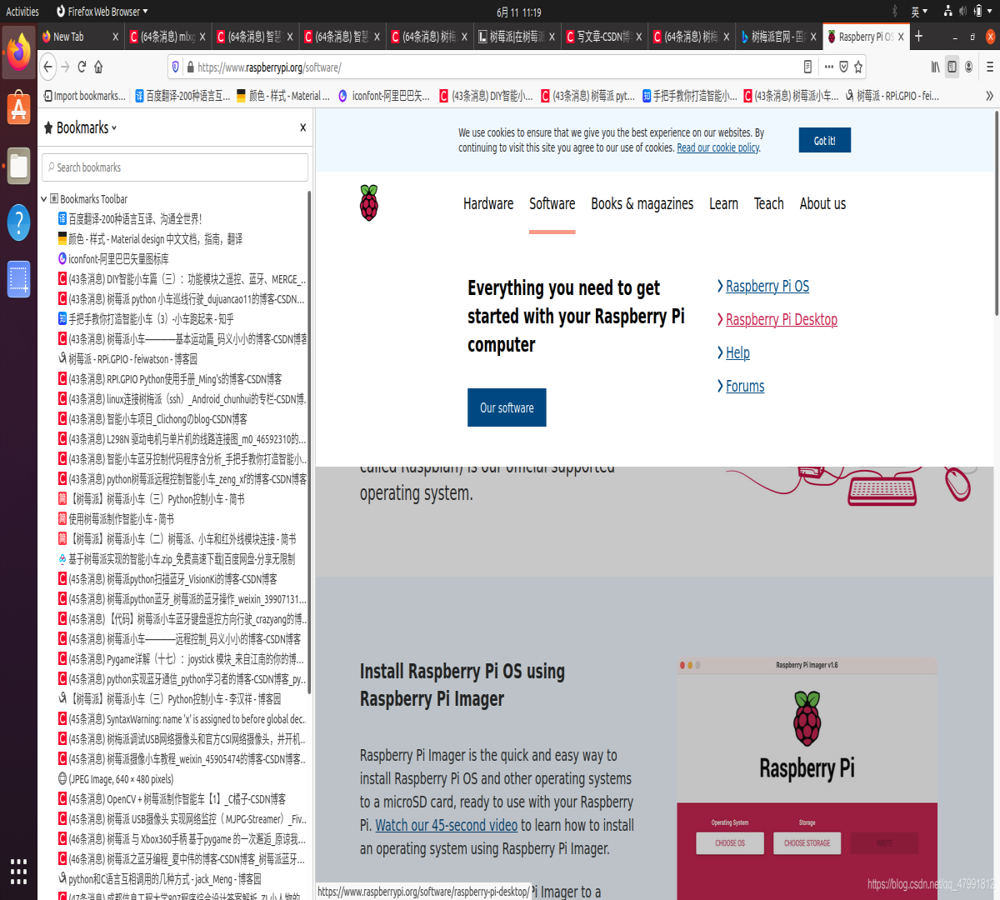 Activities
Firefox Web Browser
6月 11 11:19
英
New Tab
(64条消息) mlxg
(64条消息) 智慧
(64条消息) 智慧
(64条消息) 树莓
树莓派|在树莓派
写文章-CSDN博
(64条消息) 树莓
树梅派官网 - 国内
Raspberry Pi OS
https://www.raspberrypi.org/software/
Import bookmarks...
百度翻译-200种语言互...
颜色 - 样式 - Material ...
iconfont-阿里巴巴矢...
(43条消息) DIY智能小...
(43条消息) 树莓派 pyt...
手把手教你打造智能小...
(43条消息) 树莓派小车...
树莓派 - RPi.GPIO - fei...
Bookmarks
Search bookmarks
Bookmarks Toolbar
百度翻译-200种语言互译、沟通全世界！
颜色 - 样式 - Material design 中文文档，指南，翻译
iconfont-阿里巴巴矢量图标库
(43条消息) DIY智能小车篇（三）：功能模块之遥控、蓝牙、MERGE_...
(43条消息) 树莓派 python 小车巡线行驶_dujuancao11的博客-CSDN...
手把手教你打造智能小车（3）-小车跑起来 - 知乎
(43条消息) 树莓派小车————基本运动篇_码义小小的博客-CSDN博客
树莓派 - RPi.GPIO - feiwatson - 博客园
(43条消息) RPI.GPIO Python使用手册_Ming's的博客-CSDN博客
(43条消息) linux连接树梅派（ssh）_Android_chunhui的专栏-CSDN博...
(43条消息) 智能小车项目_Clichongのblog-CSDN博客
(43条消息) L298N 驱动电机与单片机的线路连接图_m0_46592310的...
(43条消息) 智能小车蓝牙控制代码程序含分析_手把手教你打造智能小...
(43条消息) python树莓派远程控制智能小车_zeng_xf的博客-CSDN博客
【树莓派】树莓派小车（三）Python控制小车 - 简书
使用树莓派制作智能小车 - 简书
【树莓派】树莓派小车（二）树莓派、小车和红外线模块连接 - 简书
基于树莓派实现的智能小车.zip_免费高速下载|百度网盘-分享无限制
(45条消息) 树莓派python扫描蓝牙_VisionKi的博客-CSDN博客
(45条消息) 树莓派python蓝牙_树莓派的蓝牙操作_weixin_39907131...
(45条消息) 【代码】树莓派小车蓝牙键盘遥控方向行驶_crazyang的博...
(45条消息) 树莓派小车————远程控制_码义小小的博客-CSDN博客
(45条消息) Pygame详解（十七）：joystick 模块_来自江南的你的博...
(45条消息) python实现蓝牙通信_python学习者的博客-CSDN博客_py...
【树莓派】树莓派小车（三）Python控制小车 - 李汉祥 - 博客园
(45条消息) SyntaxWarning: name 'x' is assigned to before global dec...
(45条消息) 树梅派调试USB网络摄像头和官方CSI网络摄像头，并开机...
(45条消息) 树莓派摄像小车教程_weixin_45905474的博客-CSDN博客...
(JPEG Image, 640 × 480 pixels)
(45条消息) OpenCV + 树莓派制作智能车【1】_C橘子-CSDN博客
(45条消息) 树莓派 USB摄像头 实现网络监控（ MJPG-Streamer）_Fiv...
(46条消息) 树莓派 与 Xbox360手柄 基于pygame 的一次邂逅_原谅我...
(46条消息) 树莓派之蓝牙编程_夏中伟的博客-CSDN博客_树莓派蓝牙...
python和C语言互相调用的几种方式 - jack_Meng - 博客园
(47条消息) 成都信息工程大学807程序综合设计答案解析_ZJ小人物的...
We use cookies to ensure that we give you the best experience on our websites. By
continuing to visit this site you agree to our use of cookies. Read our cookie policy.
Got it!
Hardware
Software
Books & magazines
Learn
Teach
About us
Everything you need to get
started with your Raspberry Pi
computer
Our software
Raspberry Pi OS
Raspberry Pi Desktop
Help
Forums
called Raspbian) is our official supported
operating system.
Install Raspberry Pi OS using
Raspberry Pi Imager
Raspberry Pi Imager is the quick and easy way to
install Raspberry Pi OS and other operating systems
to a microSD card, ready to use with your Raspberry
Pi. Watch our 45-second video to learn how to install
an operating system using Raspberry Pi Imager.
Pi Imager to a
Raspberry Pi Imager v1.6
Raspberry Pi
Operating System
Storage
CHOOSE OS
CHOOSE STORAGE
WRITE
https://www.raspberrypi.org/software/raspberry-pi-desktop/
https://blog.csdn.net/qq_47991812